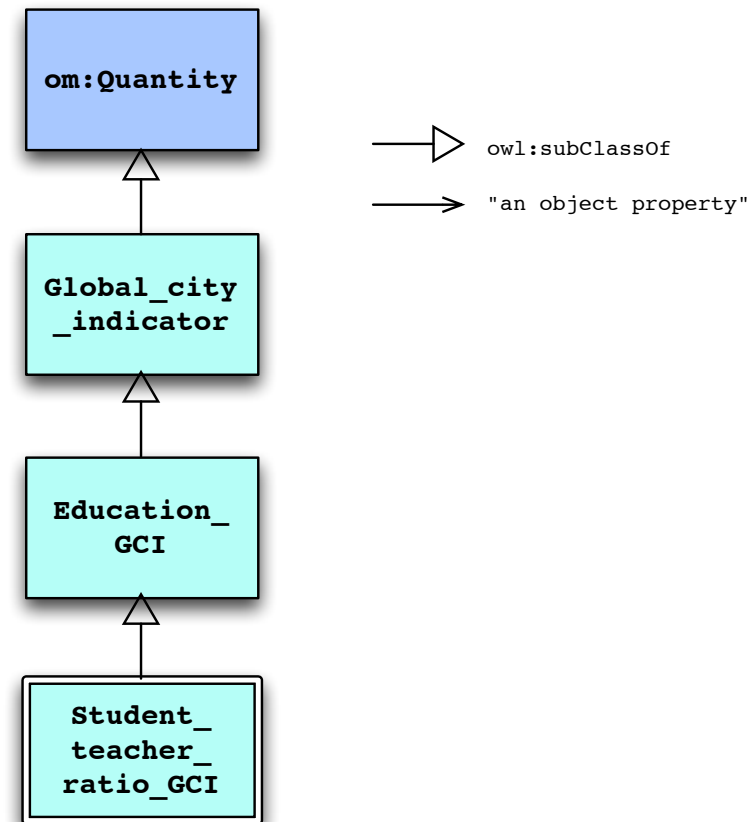 om:Quantity
owl:subClassOf
"an object property"
Global_city
_indicator
Education_
GCI
Student_
teacher_
ratio_GCI